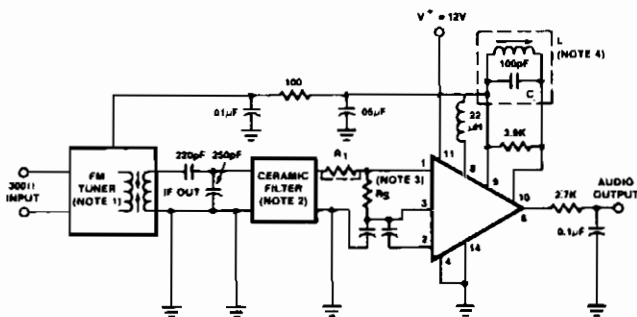 V+ = 12V
L
(NOTE 4)
100pF
C
100
.01µF
.05µF
22
µH
3.9K
220pF
250pF
R1
300Ω
INPUT
FM
TUNER
(NOTE 1)
IF OUT
CERAMIC
FILTER
(NOTE 2)
(NOTE 3)
RS
1
11
8
9
3
10
6
2
4
14
2.7K
AUDIO
OUTPUT
0.1µF